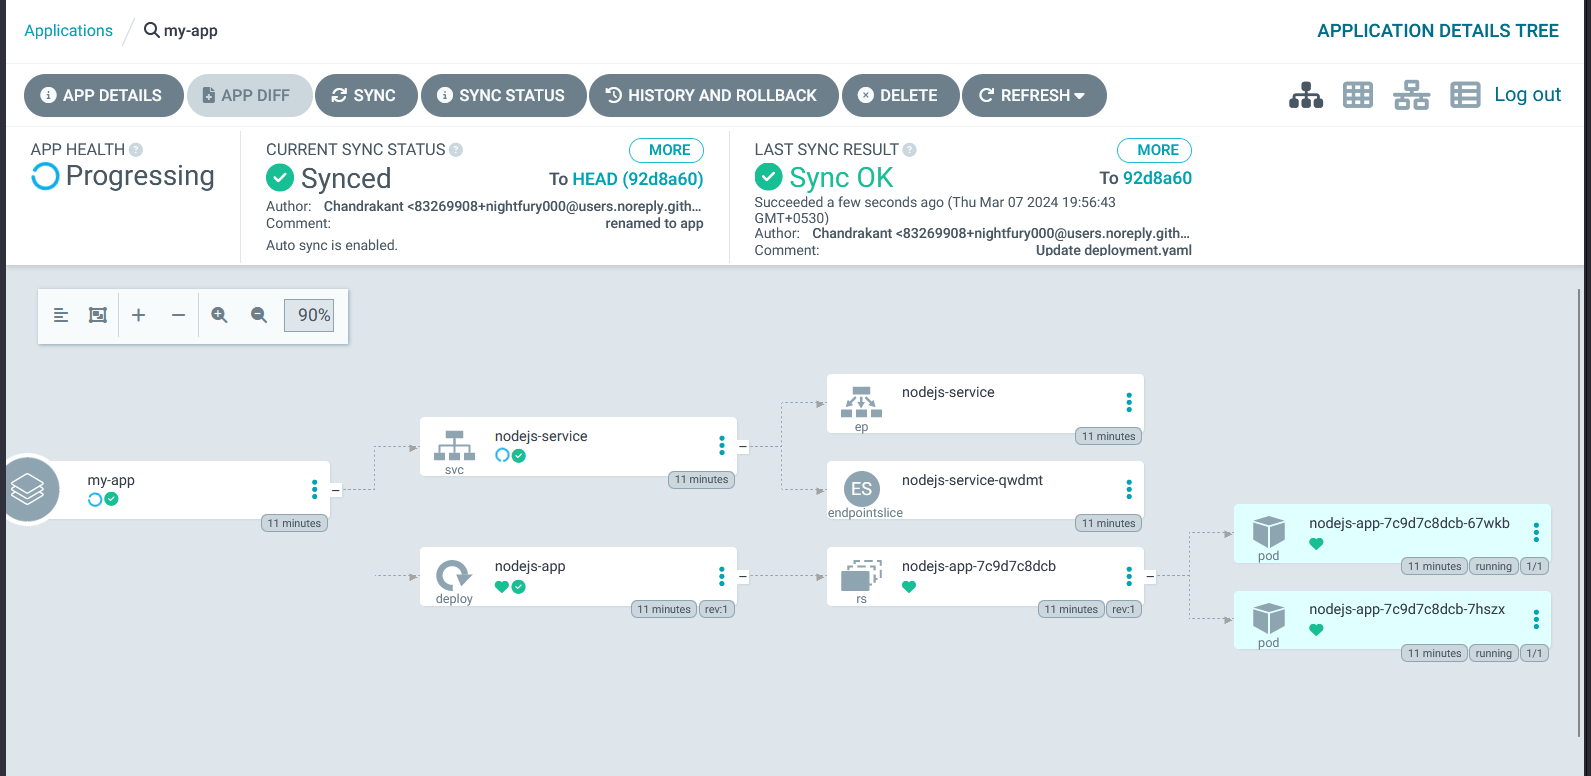 Applications
my-app
APPLICATION DETAILS TREE
APP DETAILS
APP DIFF
SYNC
SYNC STATUS
HISTORY AND ROLLBACK
DELETE
REFRESH
Log out
APP HEALTH
Progressing
CURRENT SYNC STATUS
MORE
Synced
To HEAD (92d8a60)
Author: Chandrakant <83269908+nightfury000@users.noreply.gith...
Comment: renamed to app
Auto sync is enabled.
LAST SYNC RESULT
MORE
Sync OK
To 92d8a60
Succeeded a few seconds ago (Thu Mar 07 2024 19:56:43
GMT+0530)
Author: Chandrakant <83269908+nightfury000@users.noreply.gith...
Comment: Update deployment.yaml
90%
my-app
11 minutes
nodejs-service
svc
11 minutes
nodejs-app
deploy
11 minutes
rev:1
nodejs-service
ep
11 minutes
ES
nodejs-service-qwdmt
endpointslice
11 minutes
nodejs-app-7c9d7c8dcb
rs
11 minutes
rev:1
nodejs-app-7c9d7c8dcb-67wkb
pod
11 minutes
running
1/1
nodejs-app-7c9d7c8dcb-7hszx
pod
11 minutes
running
1/1